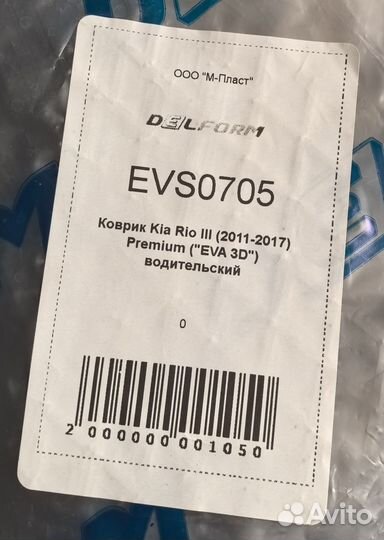 ООО "М-Пласт"
DELFORM
EVS0705
Коврик Kia Rio III (2011-2017)
Premium ("EVA 3D")
водительский
0
2 000000 001050
Avito